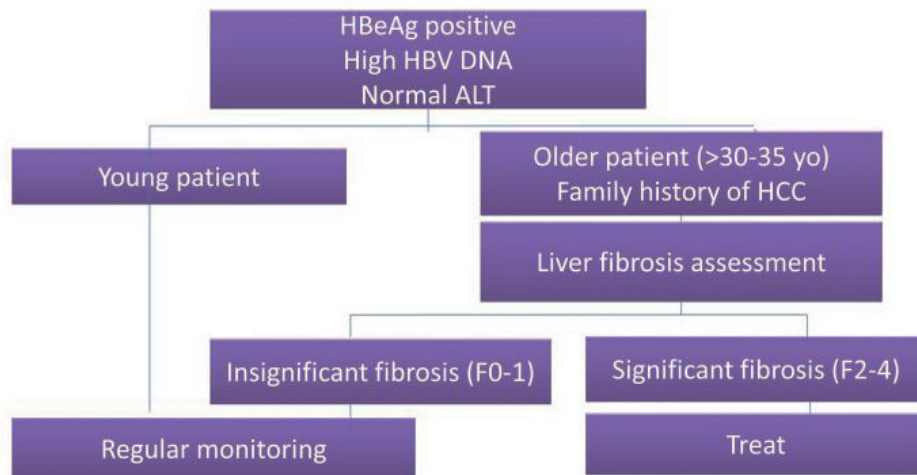 HBeAg positive
High HBV DNA
Normal ALT
Young patient
Older patient (>30-35 yo)
Family history of HCC
Liver fibrosis assessment
Insignificant fibrosis (F0-1)
Significant fibrosis (F2-4)
Regular monitoring
Treat